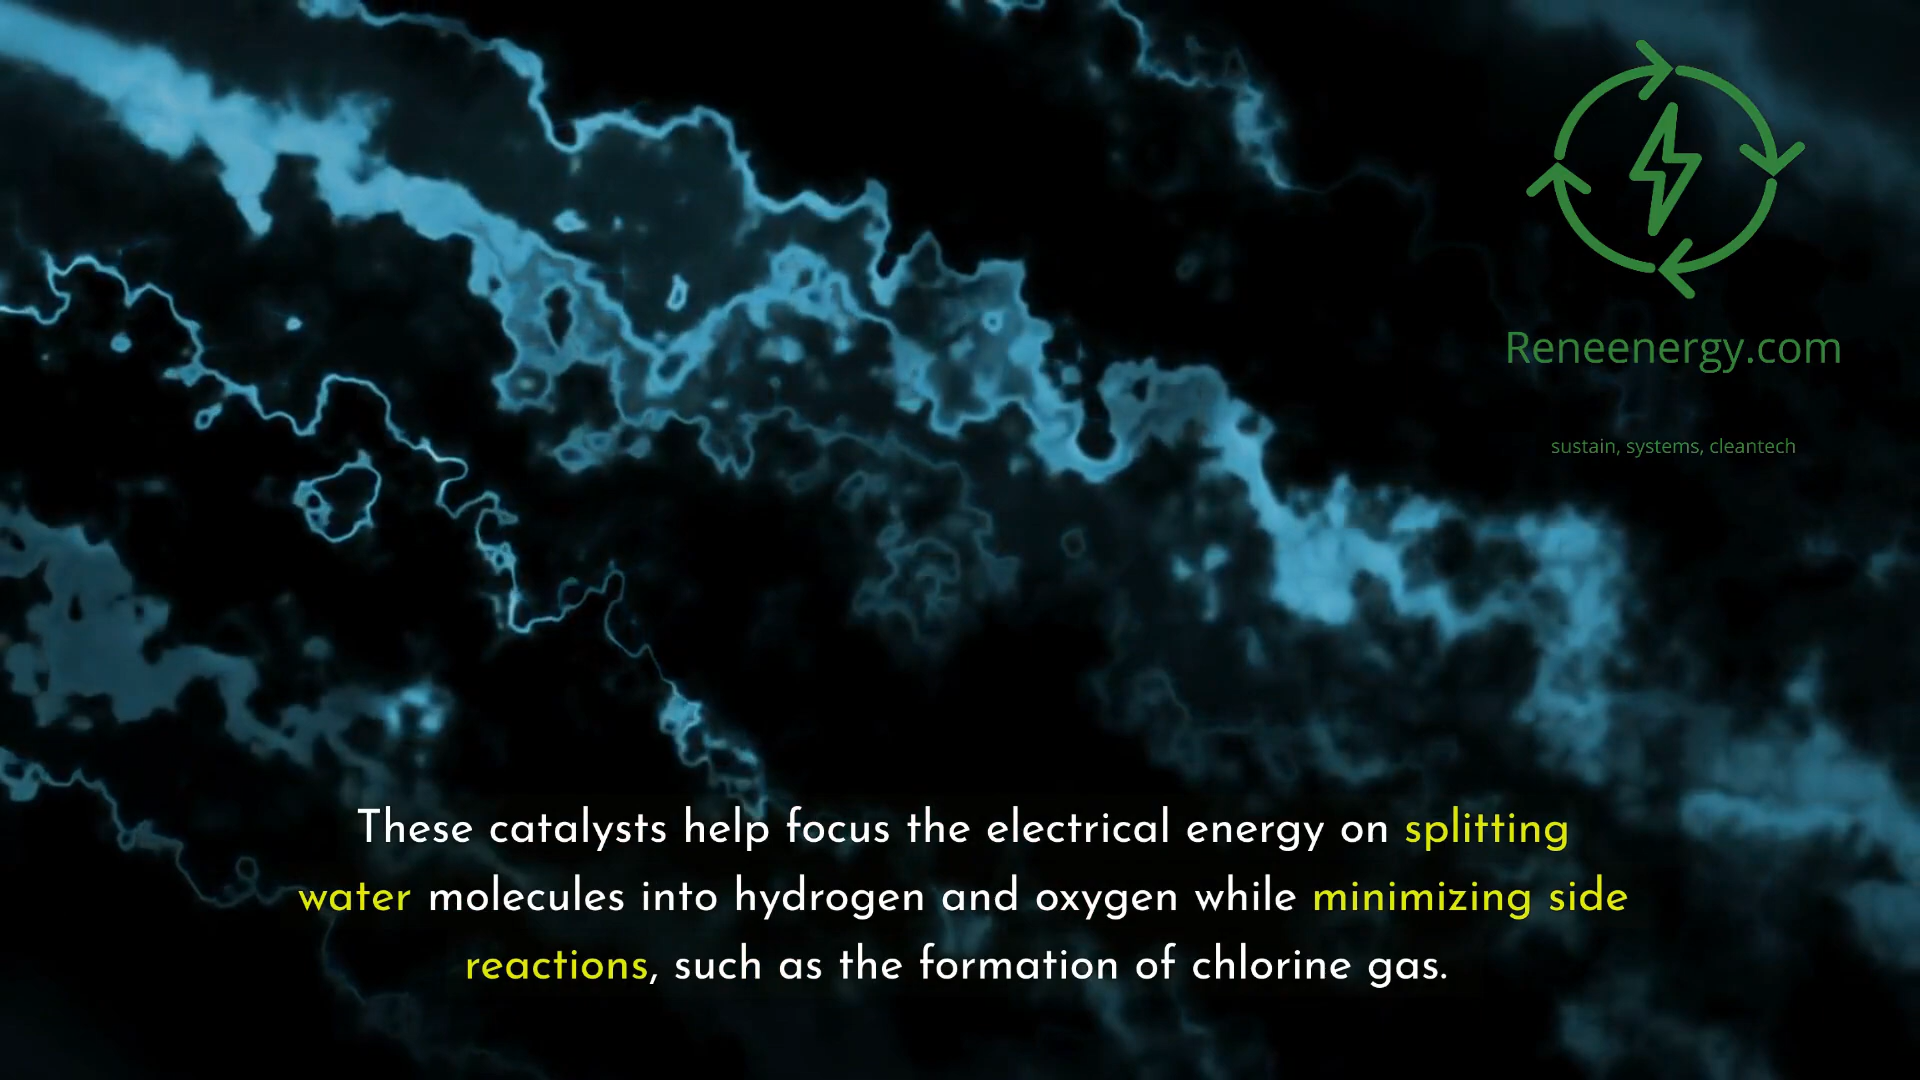 Reneenergy.com
sustain, systems, cleantech
These catalysts help focus the electrical energy on splitting
water molecules into hydrogen and oxygen while minimizing side
reactions, such as the formation of chlorine gas.